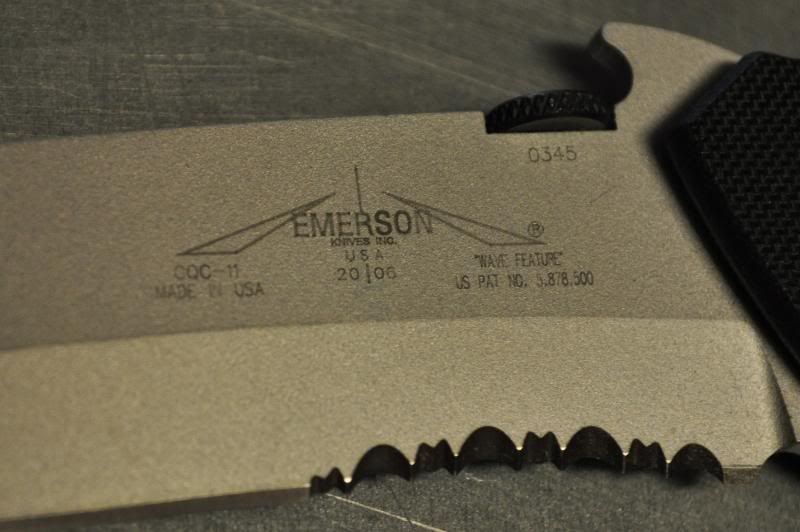 0345
EMERSON
KNIVES INC.
USA
20 06
®
CQC-11
MADE IN USA
"WAVE FEATURE"
US PAT NO. 5,878,500